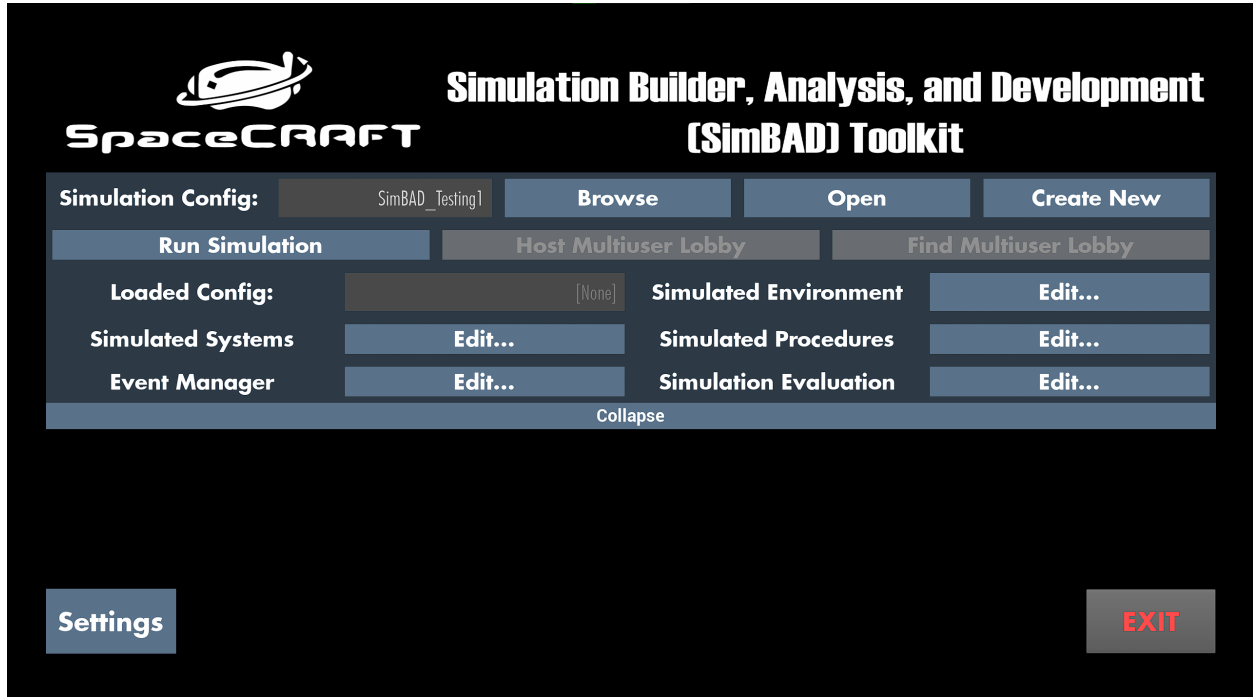 SpaceCRAFT
Simulation Builder, Analysis, and Development
(SimBAD) Toolkit
Simulation Config: SimBAD_Testing1 Browse Open Create New
Run Simulation Host Multiuser Lobby Find Multiuser Lobby
Loaded Config: [None] Simulated Environment Edit...
Simulated Systems Edit... Simulated Procedures Edit...
Event Manager Edit... Simulation Evaluation Edit...
Collapse
Settings EXIT